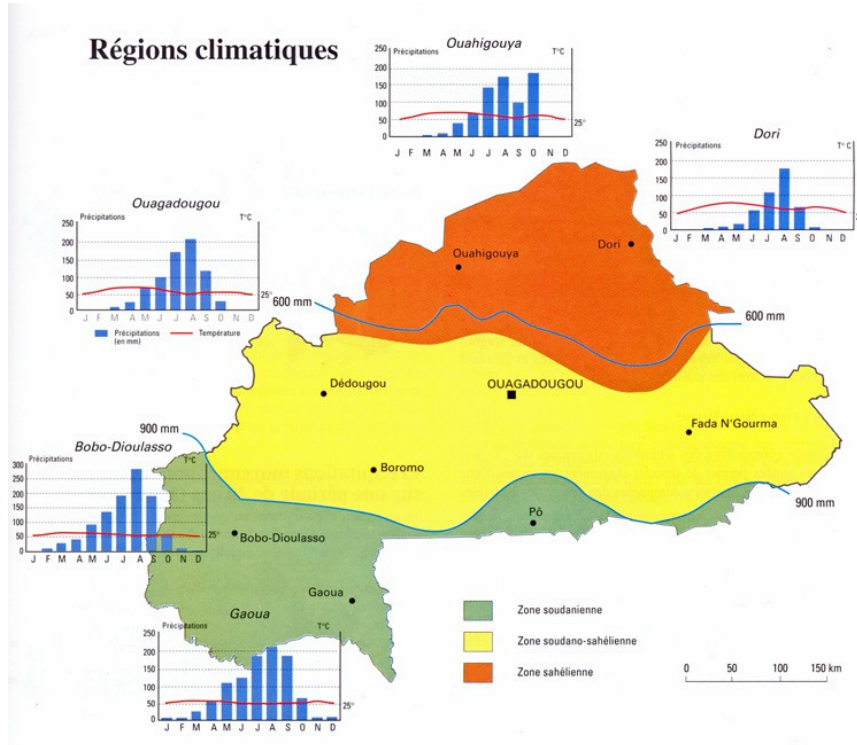 Régions climatiques
Ouahigouya
Précipitations T°C
250
200
150
100
50
0
25°
J F M A M J J A S O N D
Dori
Précipitations T° C
250
200
150
100
50
0
J F M A M J J A S O N D
Ouagadougou
Précipitations T°C
250
200
150
100
50
0
25°
J F M A M J J A S O N D
Précipitations (en mm) Température
600 mm
600 mm
Ouahigouya
Dori
Dédougou
OUAGADOUGOU
Fada N'Gourma
Boromo
900 mm
900 mm
Pô
Bobo-Dioulasso
Gaoua
Bobo-Dioulasso
Précipitations T°C
300
250
200
150
100
50
0
25°
J F M A M J J A S O N D
Gaoua
Précipitations T°C
250
200
150
100
50
0
25°
J F M A M J J A S O N D
Zone soudanienne
Zone soudano-sahélienne
Zone sahélienne
0 50 100 150 km